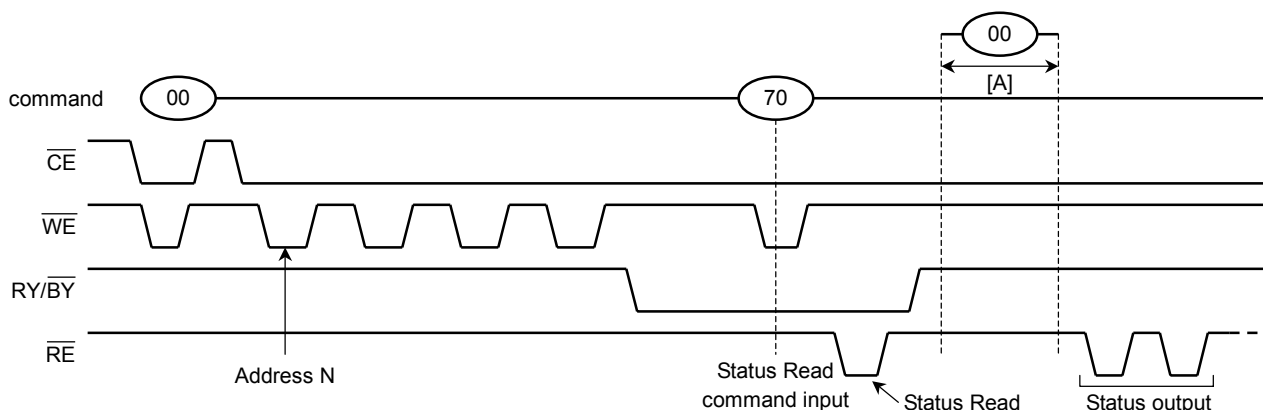 00
[A]
command 00 70
CE
WE
RY/BY
RE
Address N
Status Read
command input
Status Read
Status output